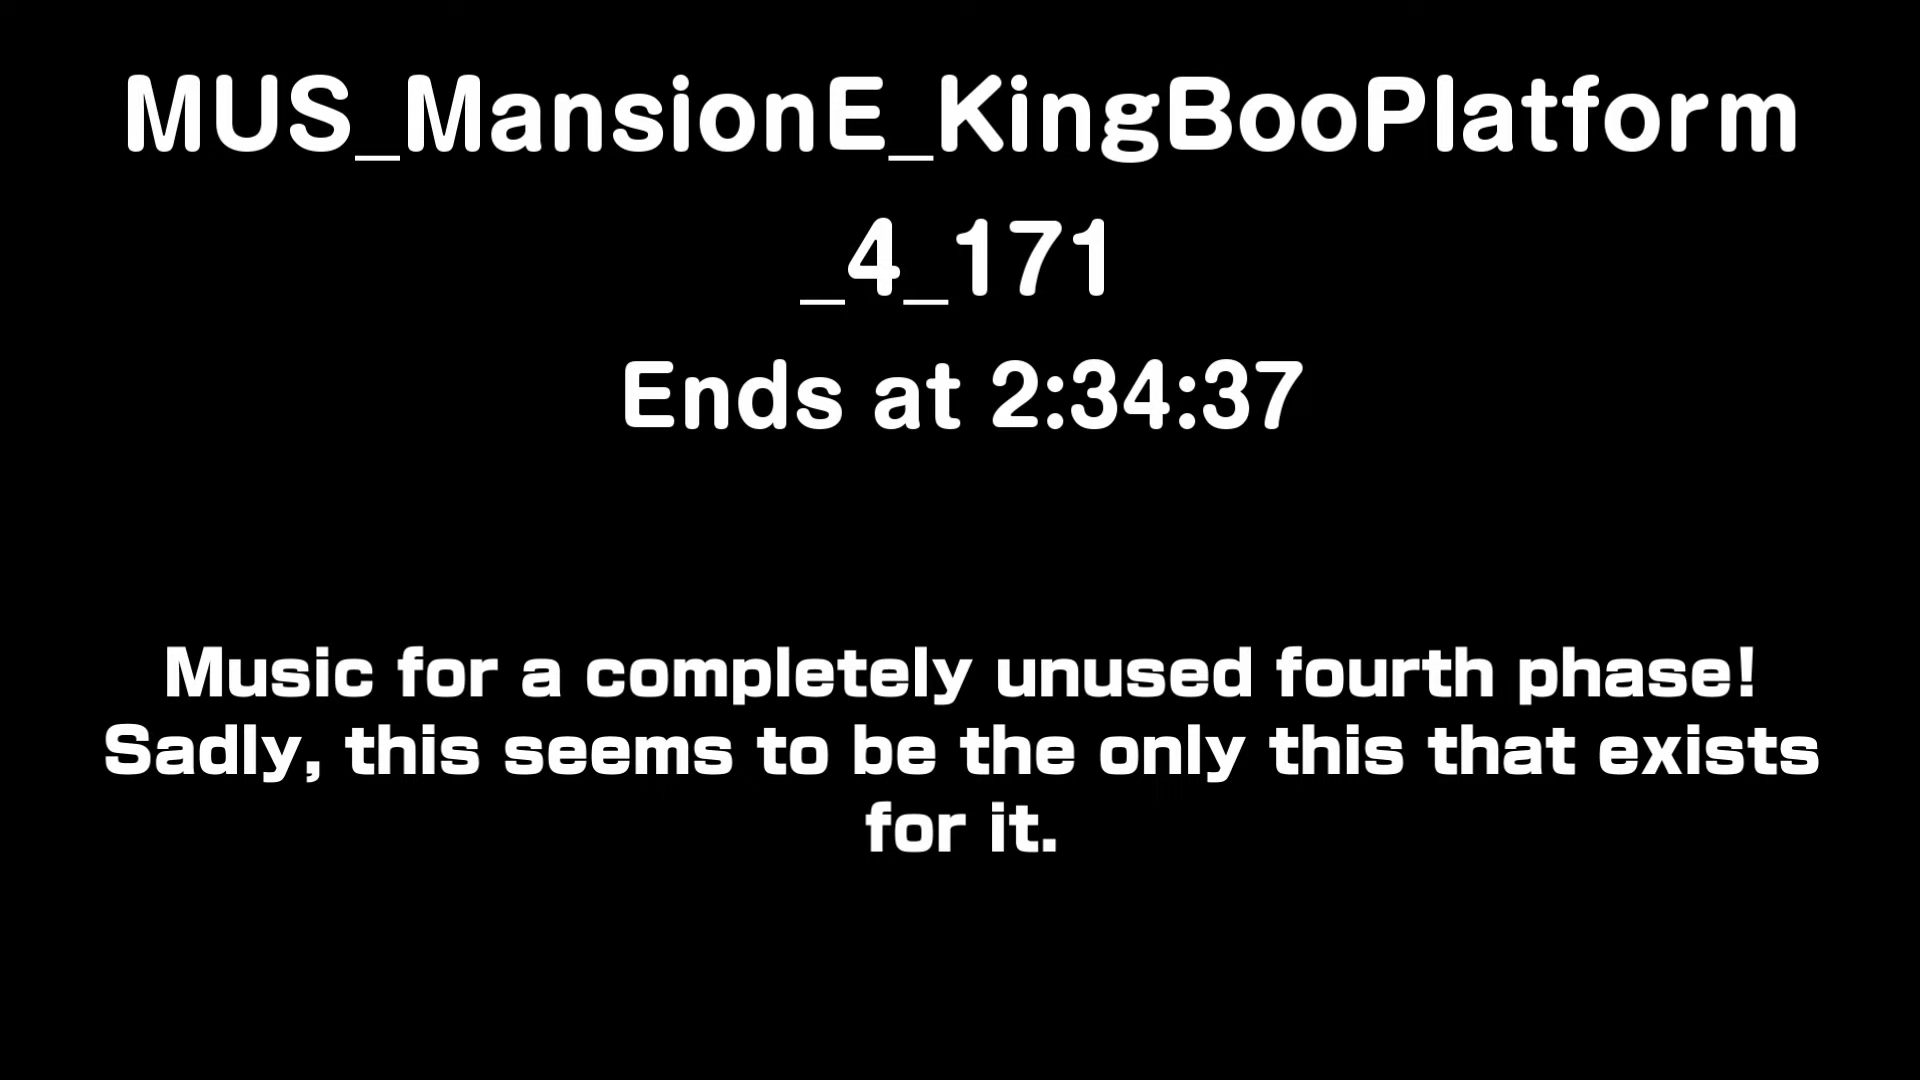 MUS_MansionE_KingBooPlatform
_4_171
Ends at 2:34:37
Music for a completely unused fourth phase!
Sadly, this seems to be the only this that exists
for it.